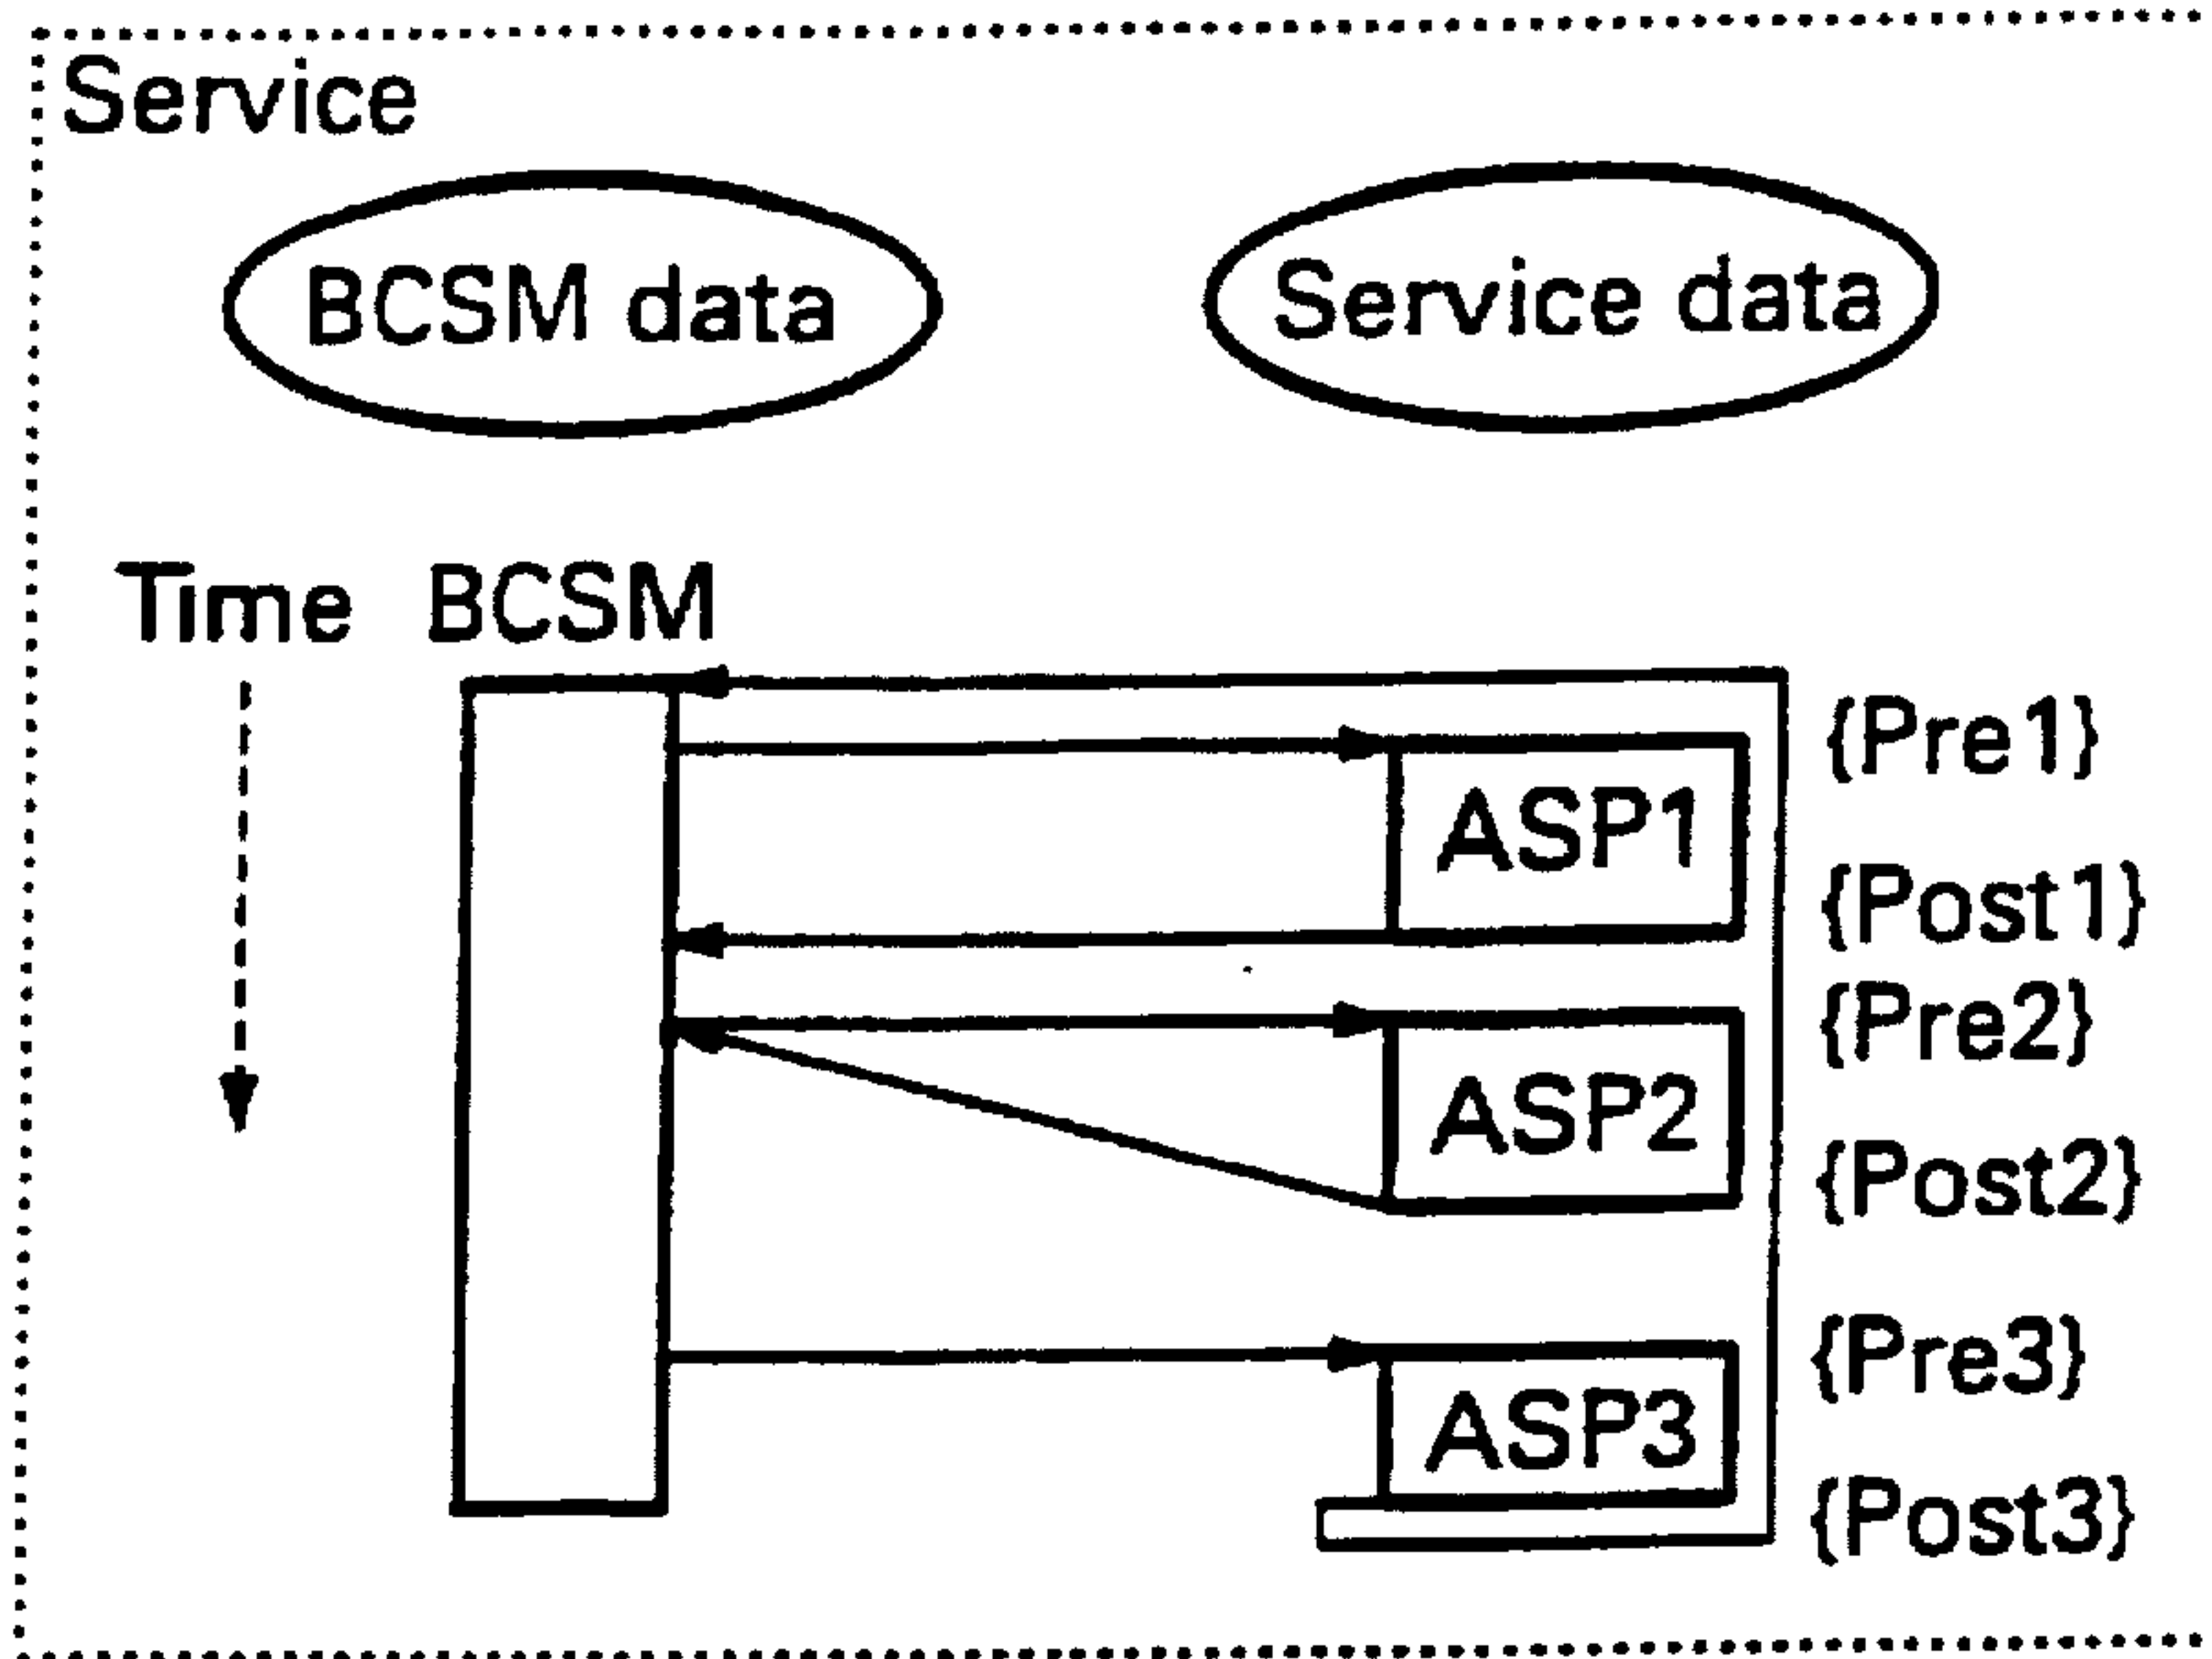 Service
BCSM data
Service data
Time
BCSM
{Pre1}
ASP1
{Post1}
{Pre2}
ASP2
{Post2}
{Pre3}
ASP3
{Post3}